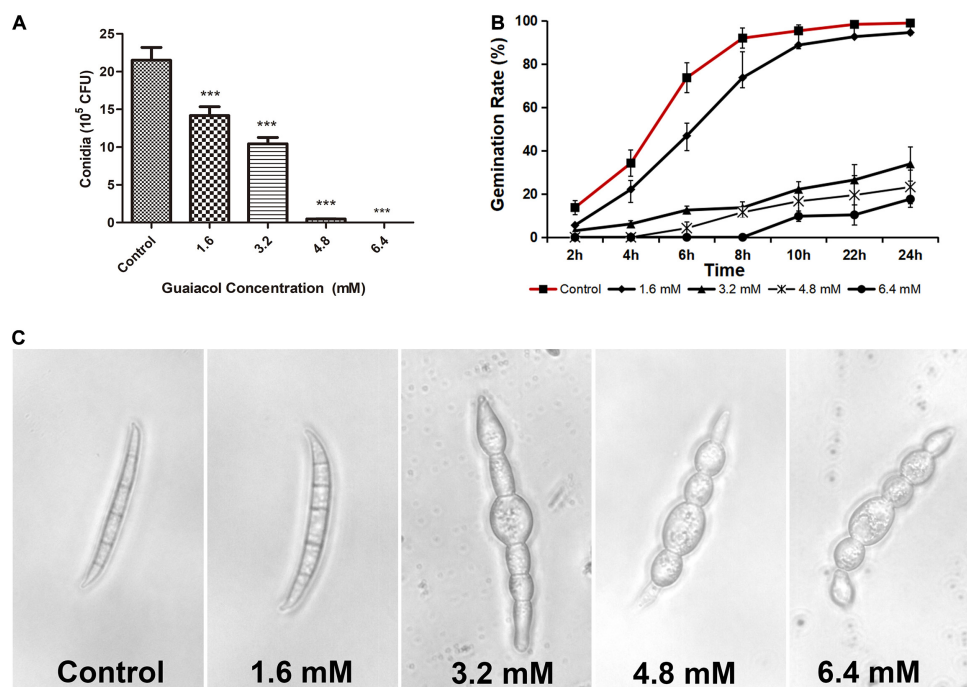 A
25
20
15
10
5
0
Conidia (10⁵ CFU)
***
***
***
***
Control
1.6
3.2
4.8
6.4
Guaiacol Concentration (mM)
B
100
80
60
40
20
0
Gemination Rate (%)
2h
4h
6h
8h
10h
22h
24h
Time
Control
1.6 mM
3.2 mM
4.8 mM
6.4 mM
C
Control
1.6 mM
3.2 mM
4.8 mM
6.4 mM